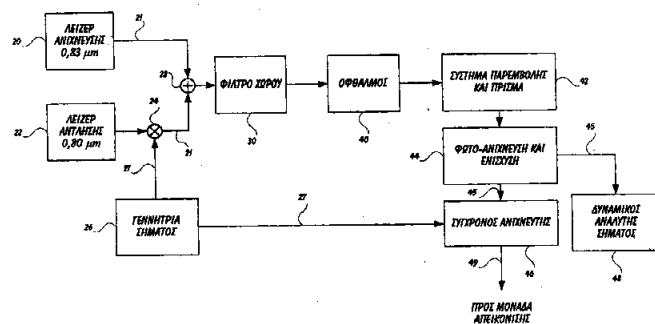 20
ΛΕΙΖΕΡ
ΑΝΙΧΝΕΥΣΗΣ
0,83 μm
21
28
ΦΙΛΤΡΟ ΧΩΡΟΥ
30
ΟΦΘΑΛΜΟΣ
40
ΣΥΣΤΗΜΑ ΠΑΡΕΜΒΟΛΗΣ
ΚΑΙ ΠΡΙΣΜΑ
42
22
ΛΕΙΖΕΡ
ΑΝΤΛΗΣΗΣ
0,80 μm
24
21
27
44
ΦΩΤΟ-ΑΝΙΧΝΕΥΣΗ ΚΑΙ
ΕΝΙΣΧΥΣΗ
45
45
26
ΓΕΝΝΗΤΡΙΑ
ΣΗΜΑΤΟΣ
27
ΣΥΓΧΡΟΝΟΣ ΑΝΙΧΝΕΥΤΗΣ
46
ΔΥΝΑΜΙΚΟΣ
ΑΝΑΛΥΤΗΣ
ΣΗΜΑΤΟΣ
48
49
ΠΡΟΣ ΜΟΝΑΔΑ
ΑΠΕΙΚΟΝΙΣΗΣ